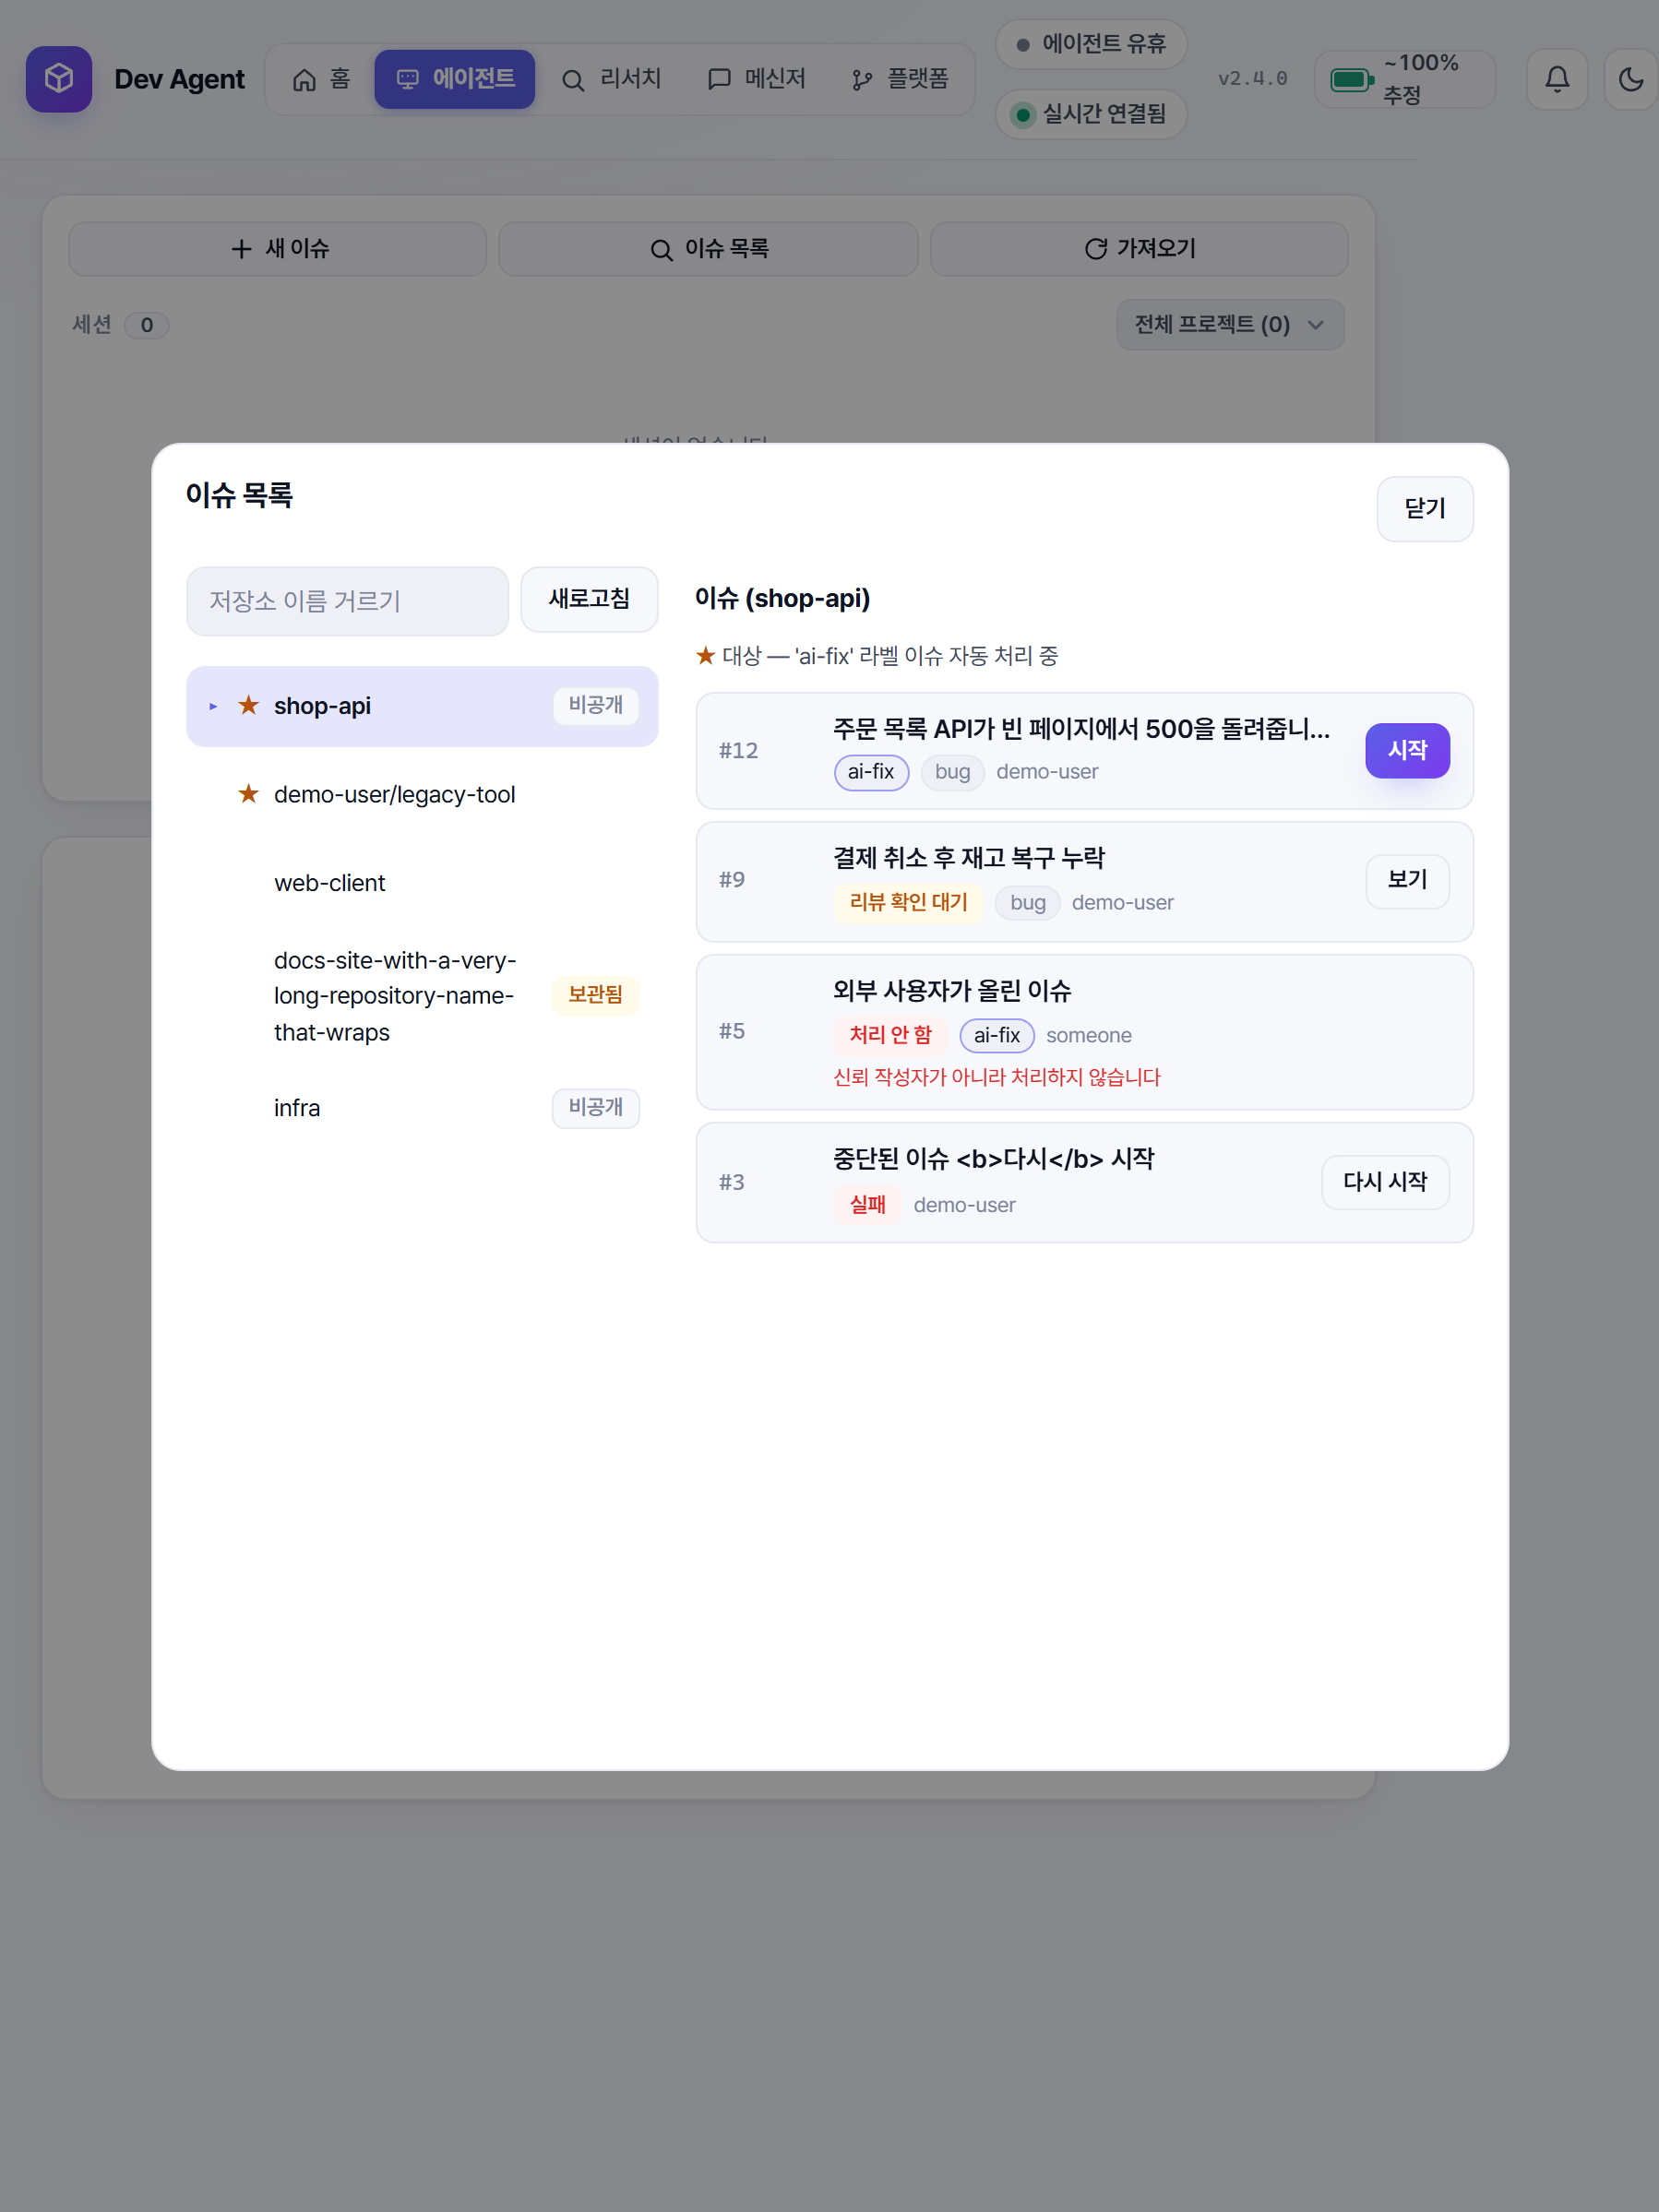 Dev Agent
홈
에이전트
리서치
메신저
플랫폼
에이전트 유휴
실시간 연결됨
v2.4.0
~100%
추정
새 이슈
이슈 목록
가져오기
세션 0
전체 프로젝트 (0)
이슈 목록
닫기
저장소 이름 거르기
새로고침
▸ ★ shop-api 비공개
★ demo-user/legacy-tool
web-client
docs-site-with-a-very-
long-repository-name-
that-wraps
보관됨
infra 비공개
이슈 (shop-api)
★ 대상 — 'ai-fix' 라벨 이슈 자동 처리 중
#12
주문 목록 API가 빈 페이지에서 500을 돌려줍니...
ai-fix bug demo-user
시작
#9
결제 취소 후 재고 복구 누락
리뷰 확인 대기 bug demo-user
보기
#5
외부 사용자가 올린 이슈
처리 안 함 ai-fix someone
신뢰 작성자가 아니라 처리하지 않습니다
#3
중단된 이슈 <b>다시</b> 시작
실패 demo-user
다시 시작